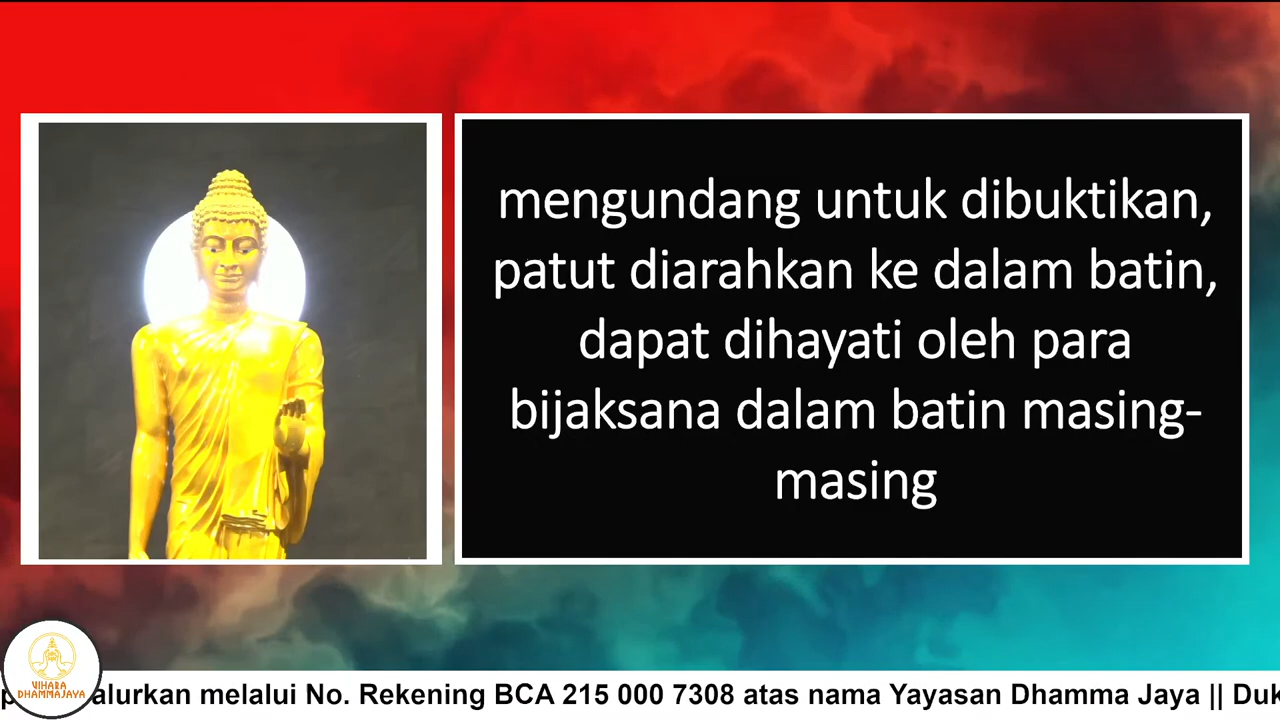 mengundang untuk dibuktikan,
patut diarahkan ke dalam batin,
dapat dihayati oleh para
bijaksana dalam batin masing-
masing
VIHARA
DHAMMAJAYA
alurkan melalui No. Rekening BCA 215 000 7308 atas nama Yayasan Dhamma Jaya || Duk